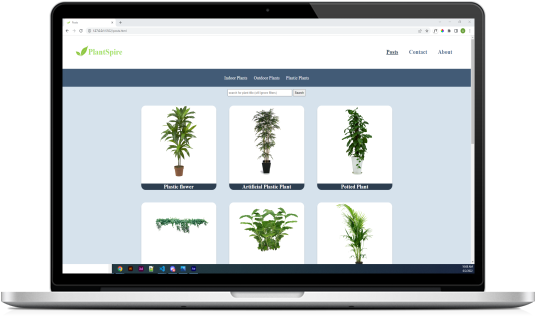 PlantSpire
Posts Contact About
Indoor Plants Outdoor Plants Plastic Plants
Search
Plastic flower Artificial Plastic Plant Potted Plant